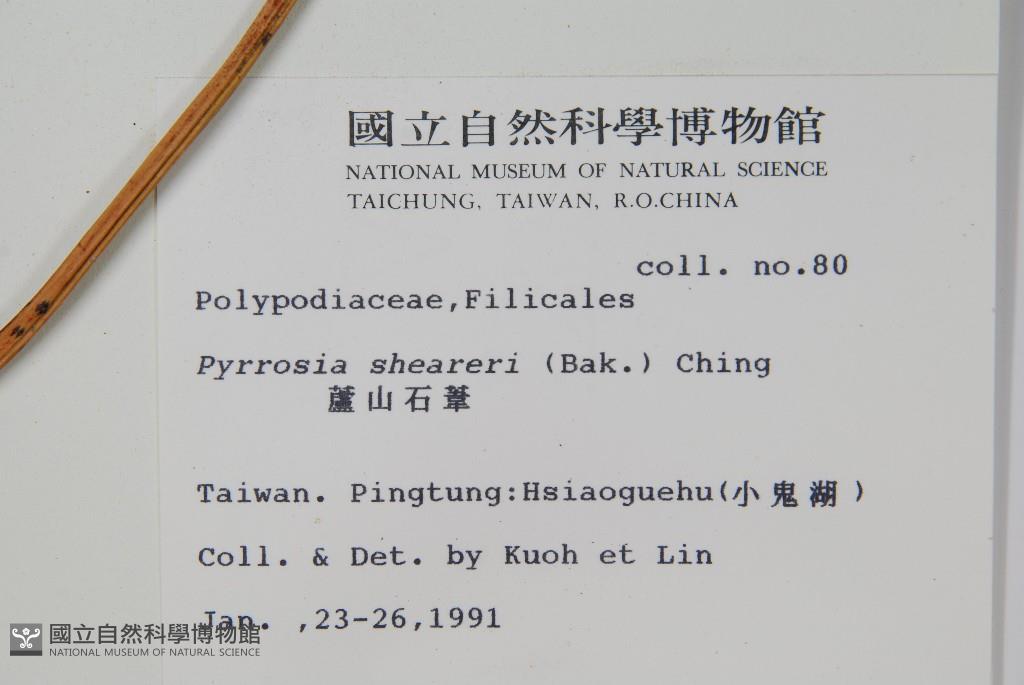 國立自然科學博物館
NATIONAL MUSEUM OF NATURAL SCIENCE
TAICHUNG, TAIWAN, R.O.CHINA
coll. no.80
Polypodiaceae,Filicales
Pyrrosia sheareri (Bak.) Ching
蘆山石葦
Taiwan. Pingtung:Hsiaoguehu(小鬼湖)
Coll. & Det. by Kuoh et Lin
Jan. ,23-26,1991
國立自然科學博物館
NATIONAL MUSEUM OF NATURAL SCIENCE